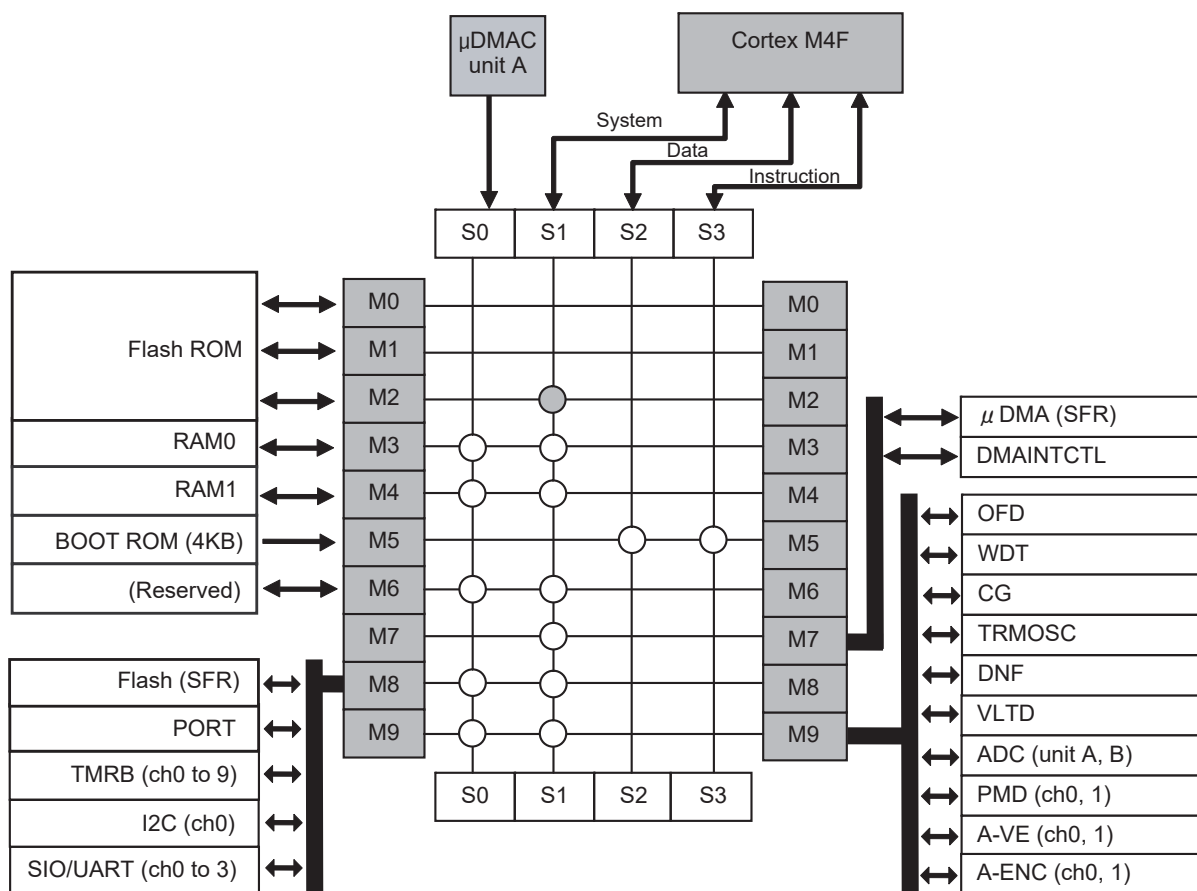 µDMAC
unit A
Cortex M4F
System
Data
Instruction
S0 S1 S2 S3
Flash ROM
RAM0
RAM1
BOOT ROM (4KB)
(Reserved)
M0
M1
M2
M3
M4
M5
M6
M7
M8
M9
M0
M1
M2
M3
M4
M5
M6
M7
M8
M9
μ DMA (SFR)
DMAINTCTL
OFD
WDT
CG
TRMOSC
DNF
VLTD
ADC (unit A, B)
PMD (ch0, 1)
A-VE (ch0, 1)
A-ENC (ch0, 1)
Flash (SFR)
PORT
TMRB (ch0 to 9)
I2C (ch0)
SIO/UART (ch0 to 3)
S0 S1 S2 S3